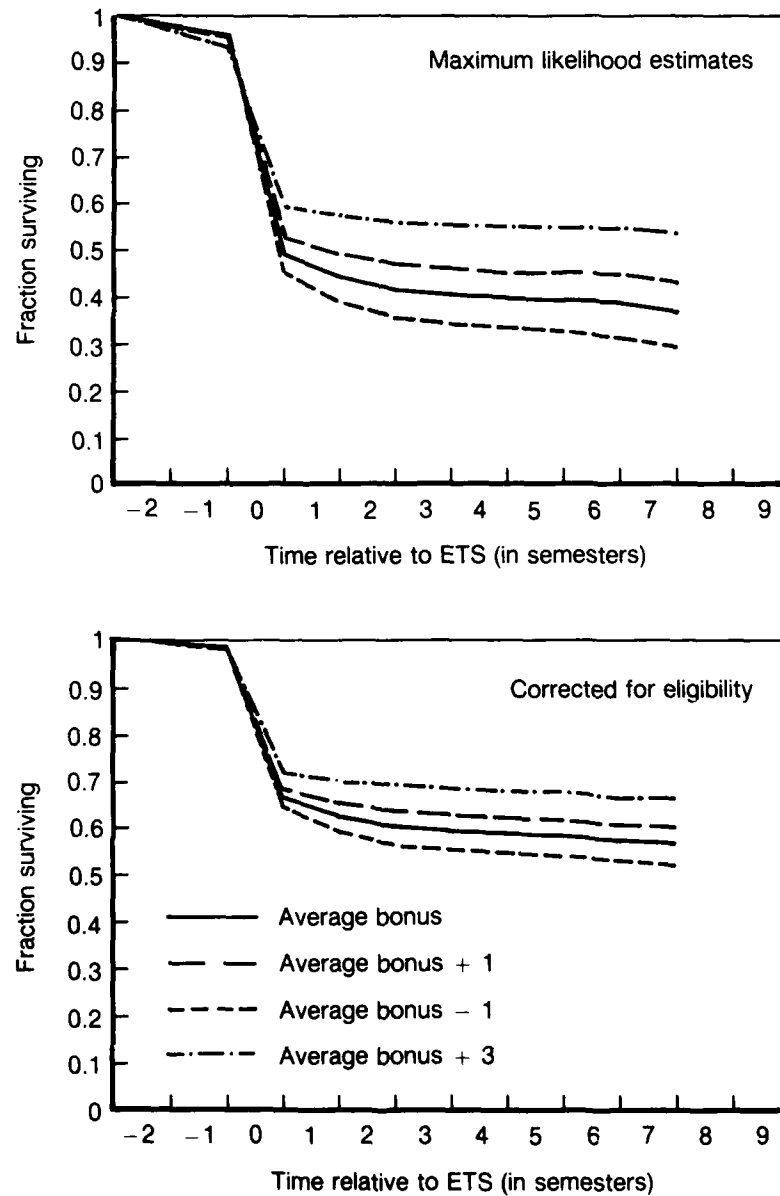 Maximum likelihood estimates
Fraction surviving
1
0.9
0.8
0.7
0.6
0.5
0.4
0.3
0.2
0.1
0
−2 −1 0 1 2 3 4 5 6 7 8 9
Time relative to ETS (in semesters)
Corrected for eligibility
Fraction surviving
1
0.9
0.8
0.7
0.6
0.5
0.4
0.3
0.2
0.1
0
Average bonus
Average bonus + 1
Average bonus − 1
Average bonus + 3
−2 −1 0 1 2 3 4 5 6 7 8 9
Time relative to ETS (in semesters)